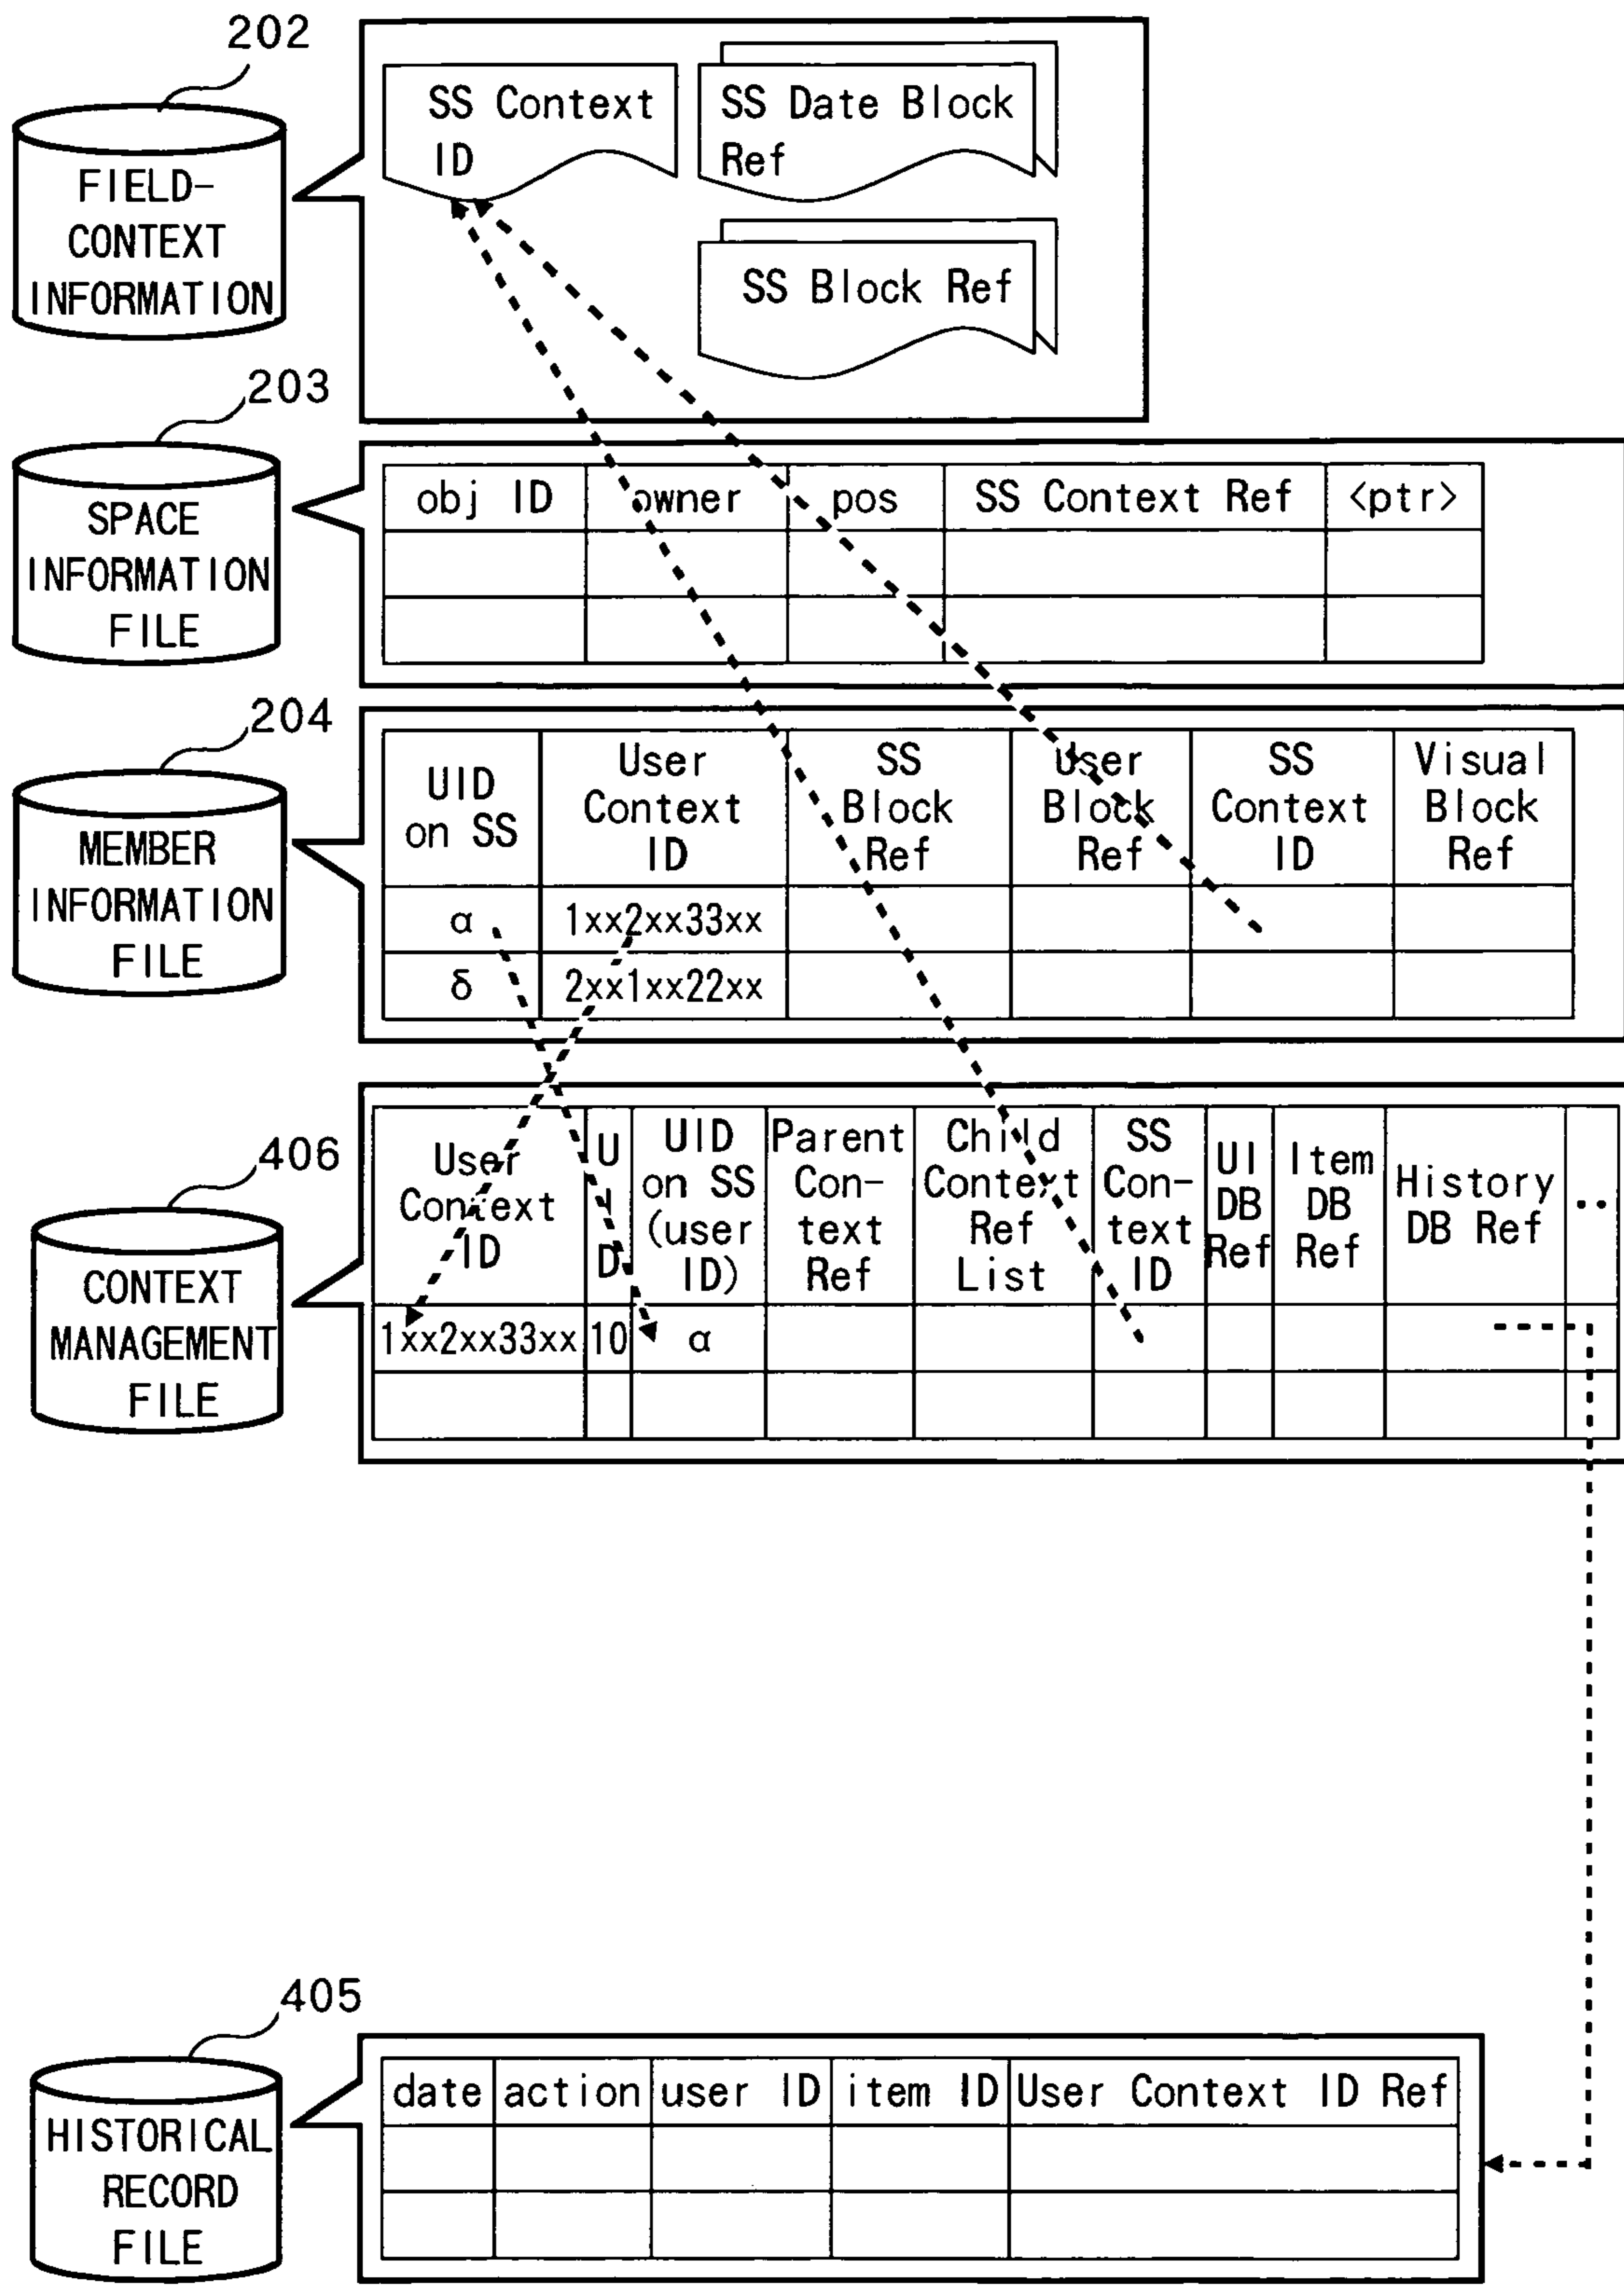 202
FIELD-
CONTEXT
INFORMATION
SS Context
ID
SS Date Block
Ref
SS Block Ref
203
SPACE
INFORMATION
FILE
obj ID owner pos SS Context Ref <ptr>
204
MEMBER
INFORMATION
FILE
UID
on SS
User
Context
ID
SS
Block
Ref
User
Block
Ref
SS
Context
ID
Visual
Block
Ref
α 1xx2xx33xx
δ 2xx1xx22xx
406
CONTEXT
MANAGEMENT
FILE
User
Context
ID
U
I
D
UID
on SS
(user
ID)
Parent
Con-
text
Ref
Child
Context
Ref
List
SS
Con-
text
ID
UI
DB
Ref
Item
DB
Ref
History
DB Ref
..
1xx2xx33xx 10 α
405
HISTORICAL
RECORD
FILE
date action user ID item ID User Context ID Ref